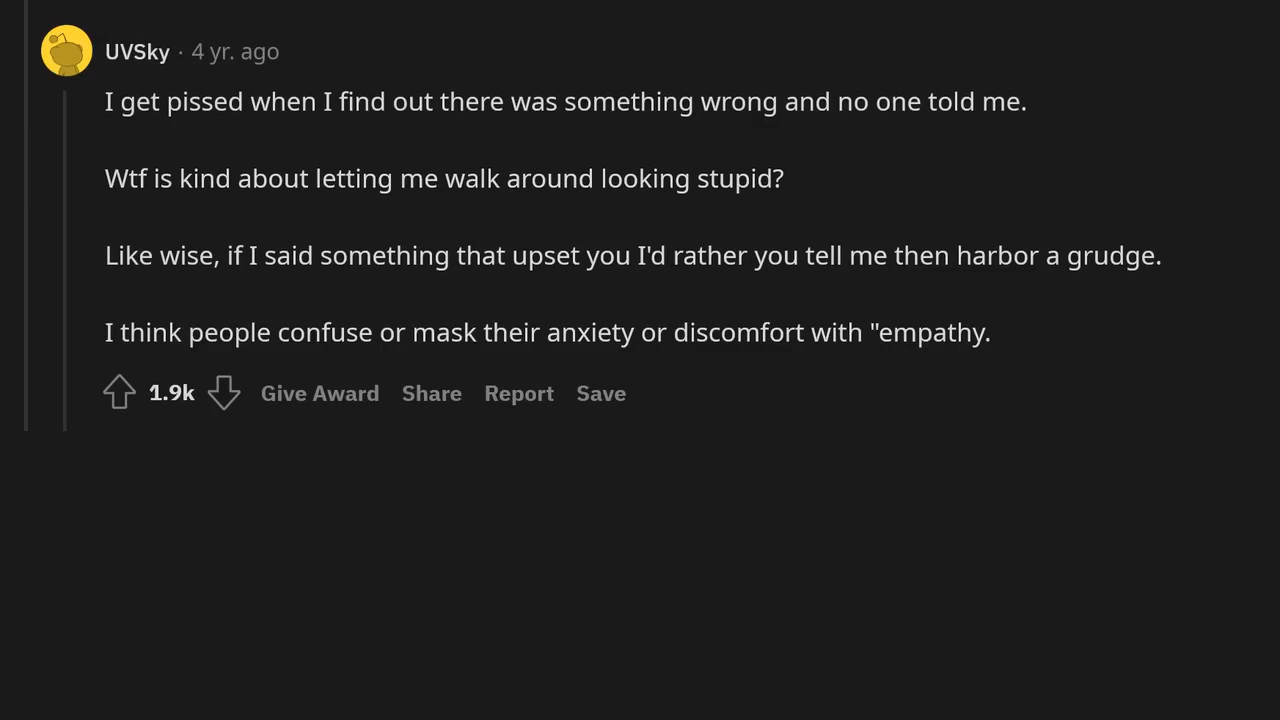 UVSky · 4 yr. ago
I get pissed when I find out there was something wrong and no one told me.
Wtf is kind about letting me walk around looking stupid?
Like wise, if I said something that upset you I'd rather you tell me then harbor a grudge.
I think people confuse or mask their anxiety or discomfort with "empathy.
1.9k Give Award Share Report Save